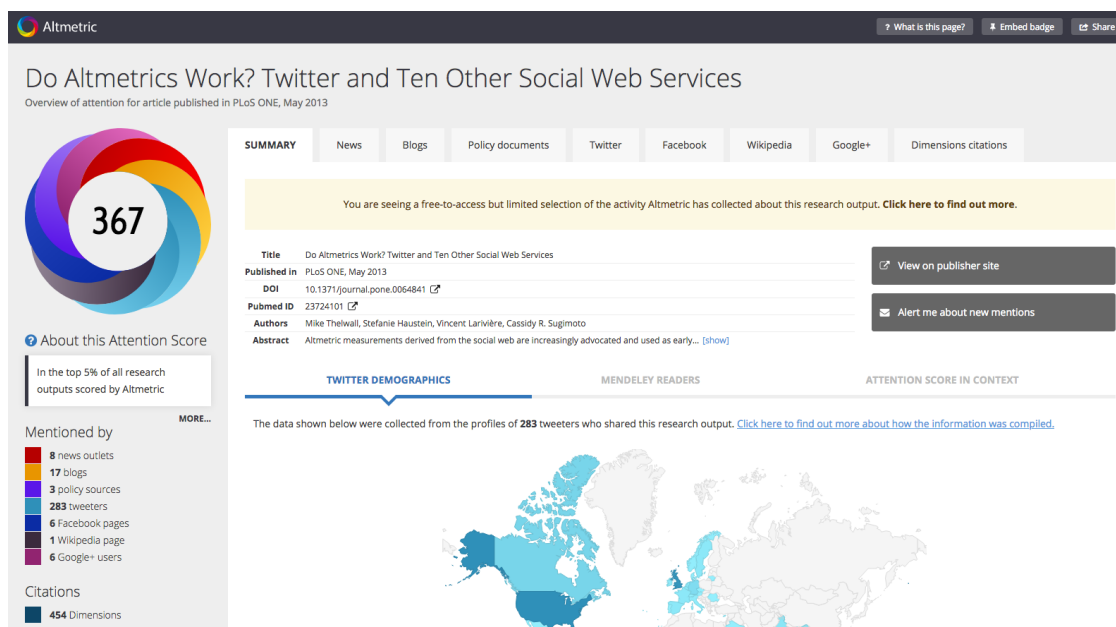 Altmetric
? What is this page?
Embed badge
Share
Do Altmetrics Work? Twitter and Ten Other Social Web Services
Overview of attention for article published in PLoS ONE, May 2013
367
About this Attention Score
In the top 5% of all research
outputs scored by Altmetric
MORE...
Mentioned by
8 news outlets
17 blogs
3 policy sources
283 tweeters
6 Facebook pages
1 Wikipedia page
6 Google+ users
Citations
454 Dimensions
SUMMARY News Blogs Policy documents Twitter Facebook Wikipedia Google+ Dimensions citations
You are seeing a free-to-access but limited selection of the activity Altmetric has collected about this research output. Click here to find out more.
Title Do Altmetrics Work? Twitter and Ten Other Social Web Services
Published in PLoS ONE, May 2013
DOI 10.1371/journal.pone.0064841
Pubmed ID 23724101
Authors Mike Thelwall, Stefanie Haustein, Vincent Larivière, Cassidy R. Sugimoto
Abstract Altmetric measurements derived from the social web are increasingly advocated and used as early... [show]
View on publisher site
Alert me about new mentions
TWITTER DEMOGRAPHICS MENDELEY READERS ATTENTION SCORE IN CONTEXT
The data shown below were collected from the profiles of 283 tweeters who shared this research output. Click here to find out more about how the information was compiled.